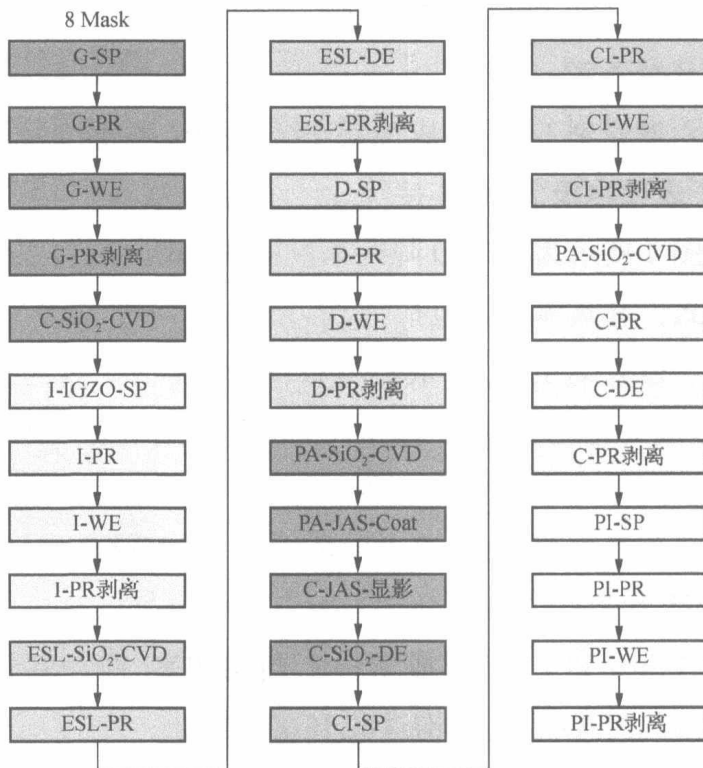 8 Mask
G-SP
G-PR
G-WE
G-PR剥离
C-SiO₂-CVD
I-IGZO-SP
I-PR
I-WE
I-PR剥离
ESL-SiO₂-CVD
ESL-PR
ESL-DE
ESL-PR剥离
D-SP
D-PR
D-WE
D-PR剥离
PA-SiO₂-CVD
PA-JAS-Coat
C-JAS-显影
C-SiO₂-DE
CI-SP
CI-PR
CI-WE
CI-PR剥离
PA-SiO₂-CVD
C-PR
C-DE
C-PR剥离
PI-SP
PI-PR
PI-WE
PI-PR剥离